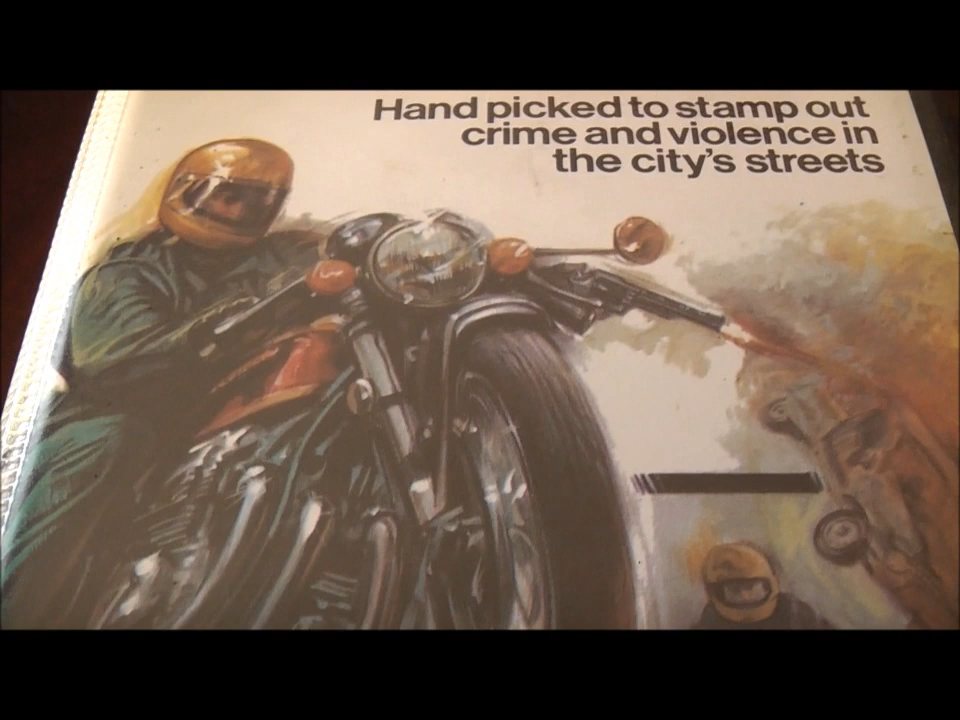 Hand picked to stamp out
crime and violence in
the city's streets